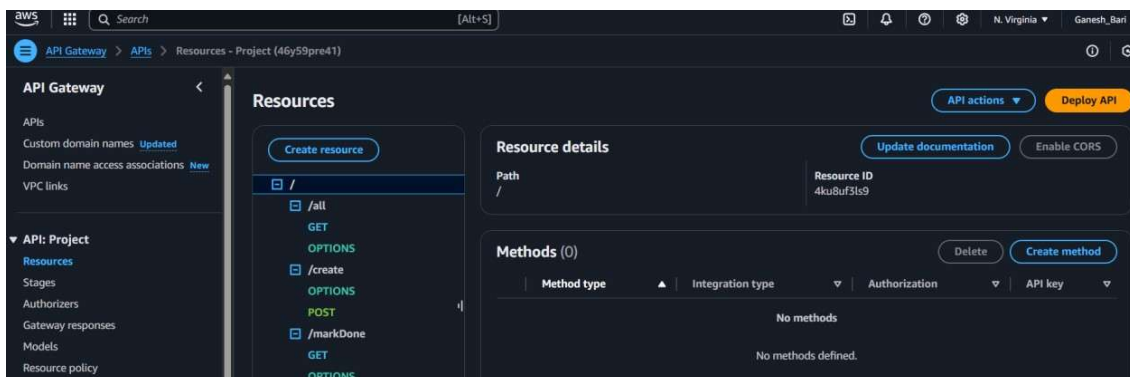 aws
Search [Alt+S]
N. Virginia ▼ Ganesh_Bari
API Gateway > APIs > Resources - Project (46y59pre41)
API Gateway
APIs
Custom domain names Updated
Domain name access associations New
VPC links
▼ API: Project
Resources
Stages
Authorizers
Gateway responses
Models
Resource policy
Resources
API actions ▼
Deploy API
Create resource
/
/all
GET
OPTIONS
/create
OPTIONS
POST
/markDone
GET
OPTIONS
Resource details
Update documentation
Enable CORS
Path
/
Resource ID
4ku8uf3ls9
Methods (0)
Delete
Create method
Method type Integration type Authorization API key
No methods
No methods defined.